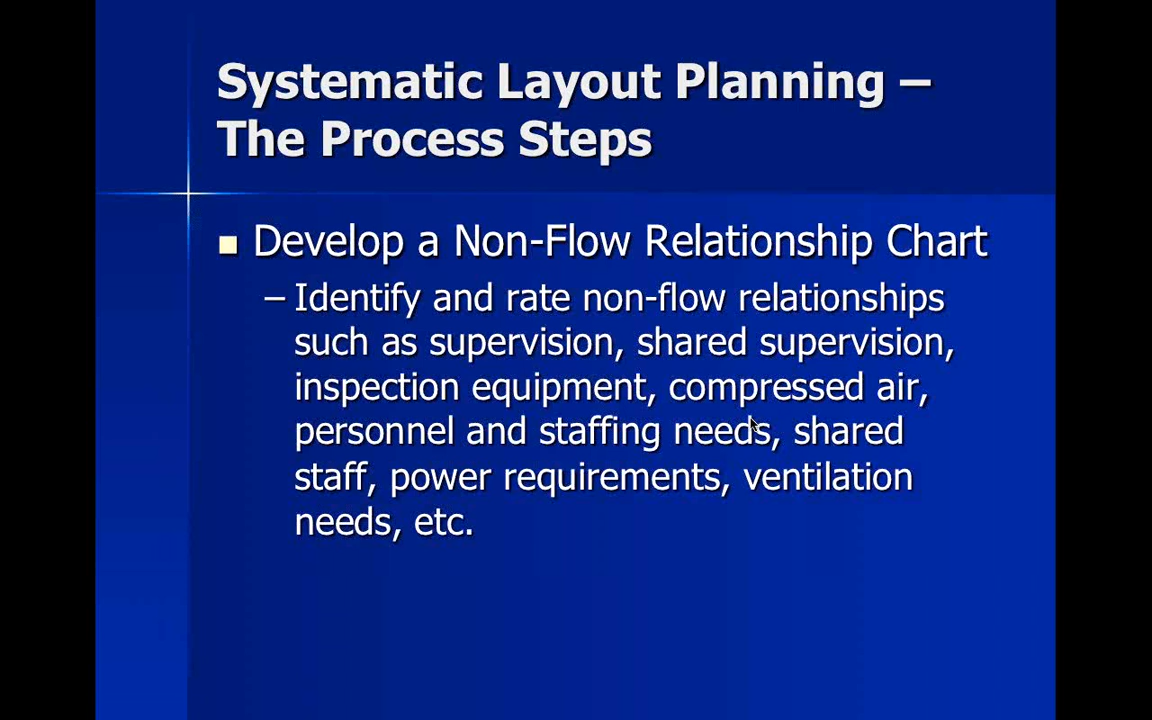 Systematic Layout Planning –
The Process Steps
Develop a Non-Flow Relationship Chart
– Identify and rate non-flow relationships
such as supervision, shared supervision,
inspection equipment, compressed air,
personnel and staffing needs, shared
staff, power requirements, ventilation
needs, etc.